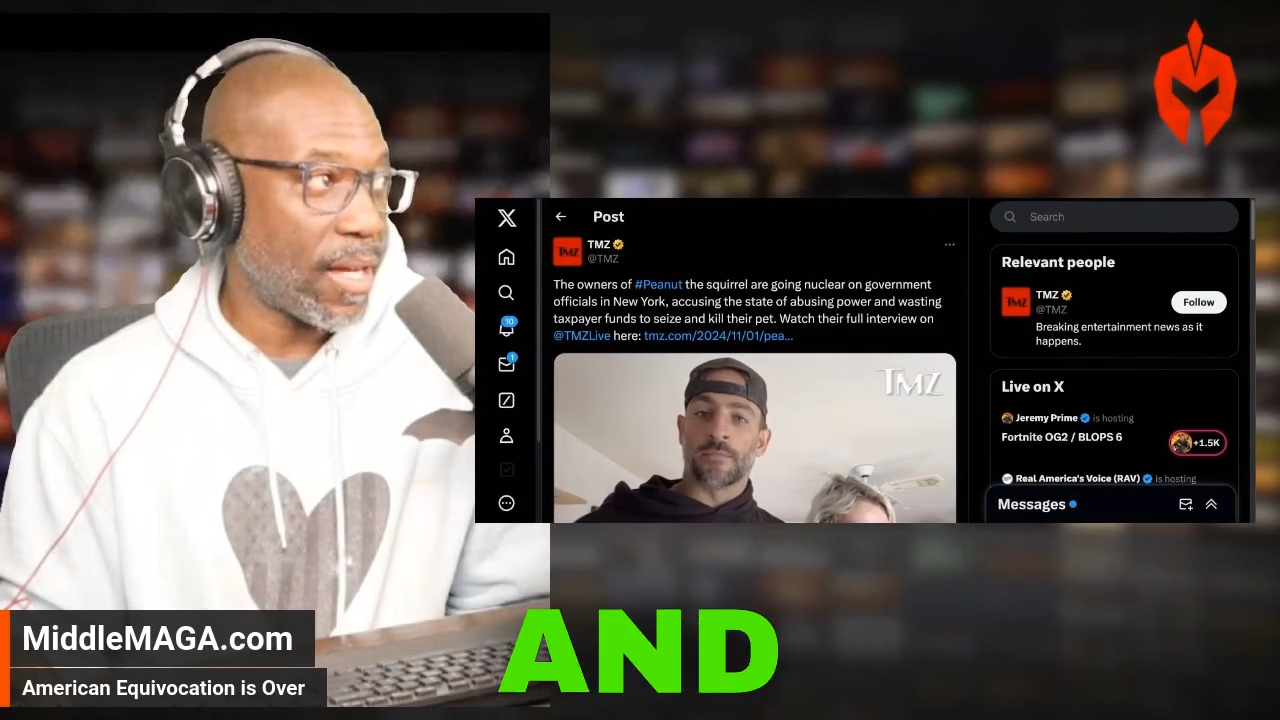 Post
Search
TMZ
@TMZ
The owners of #Peanut the squirrel are going nuclear on government
officials in New York, accusing the state of abusing power and wasting
taxpayer funds to seize and kill their pet. Watch their full interview on
@TMZLive here: tmz.com/2024/11/01/pea...
TMZ
TMZ
Relevant people
TMZ
TMZ
@TMZ
Follow
Breaking entertainment news as it
happens.
Live on X
Jeremy Prime is hosting
Fortnite OG2 / BLOPS 6
+1.5K
Real America's Voice (RAV) is hosting
Messages
10
1
MiddleMAGA.com
American Equivocation is Over
AND